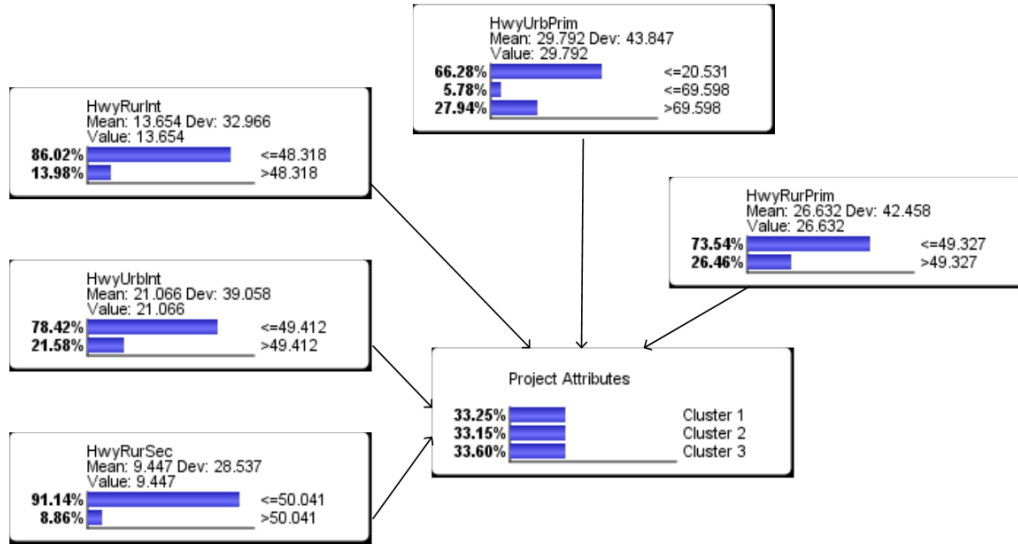 HwyUrbPrim
Mean: 29.792 Dev: 43.847
Value: 29.792
66.28% <=20.531
5.78% <=69.598
27.94% >69.598
HwyRurInt
Mean: 13.654 Dev: 32.966
Value: 13.654
86.02% <=48.318
13.98% >48.318
HwyRurPrim
Mean: 26.632 Dev: 42.458
Value: 26.632
73.54% <=49.327
26.46% >49.327
HwyUrbInt
Mean: 21.066 Dev: 39.058
Value: 21.066
78.42% <=49.412
21.58% >49.412
Project Attributes
33.25% Cluster 1
33.15% Cluster 2
33.60% Cluster 3
HwyRurSec
Mean: 9.447 Dev: 28.537
Value: 9.447
91.14% <=50.041
8.86% >50.041